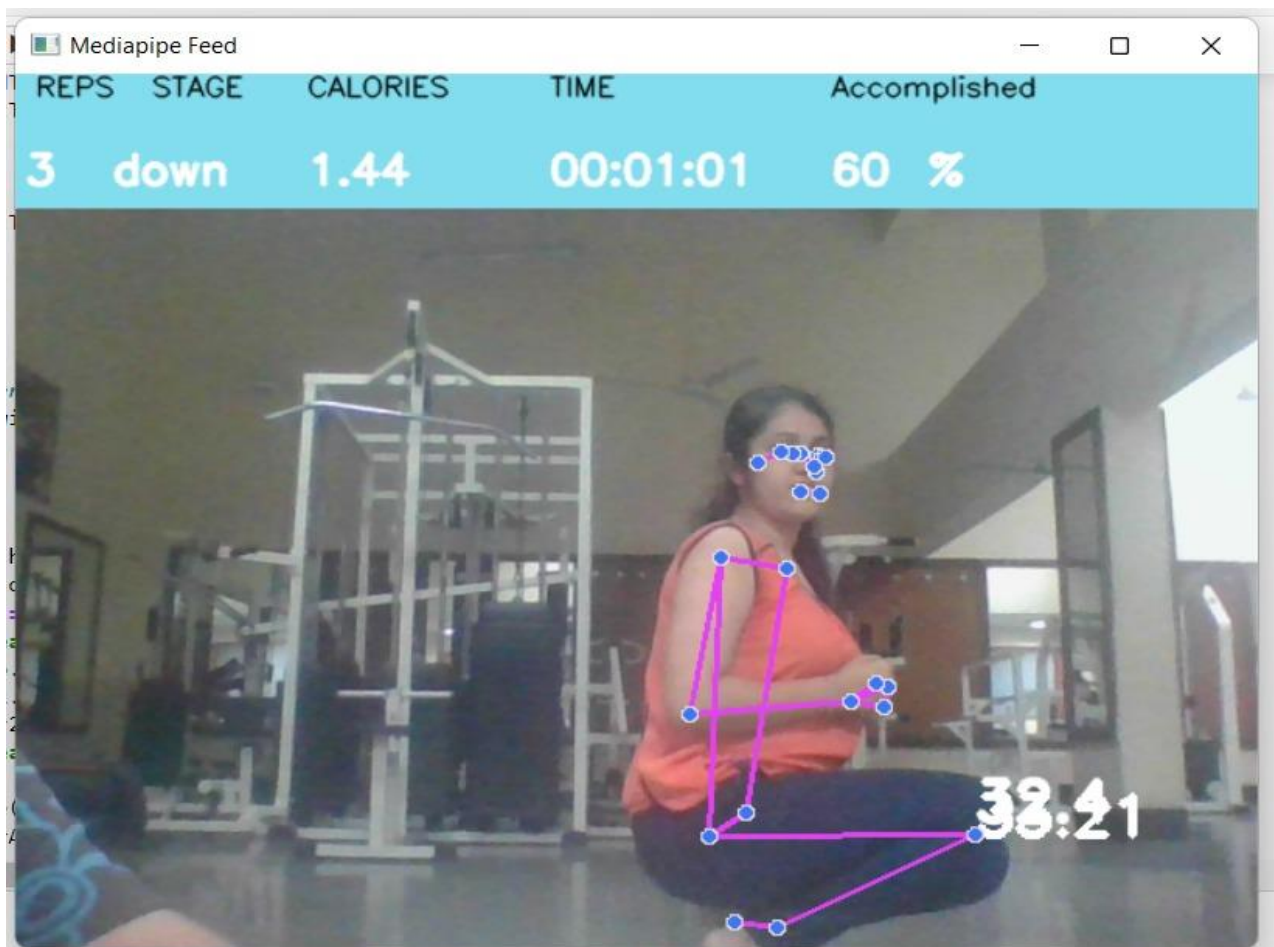 Mediapipe Feed
REPS STAGE CALORIES TIME Accomplished
3 down 1.44 00:01:01 60 %